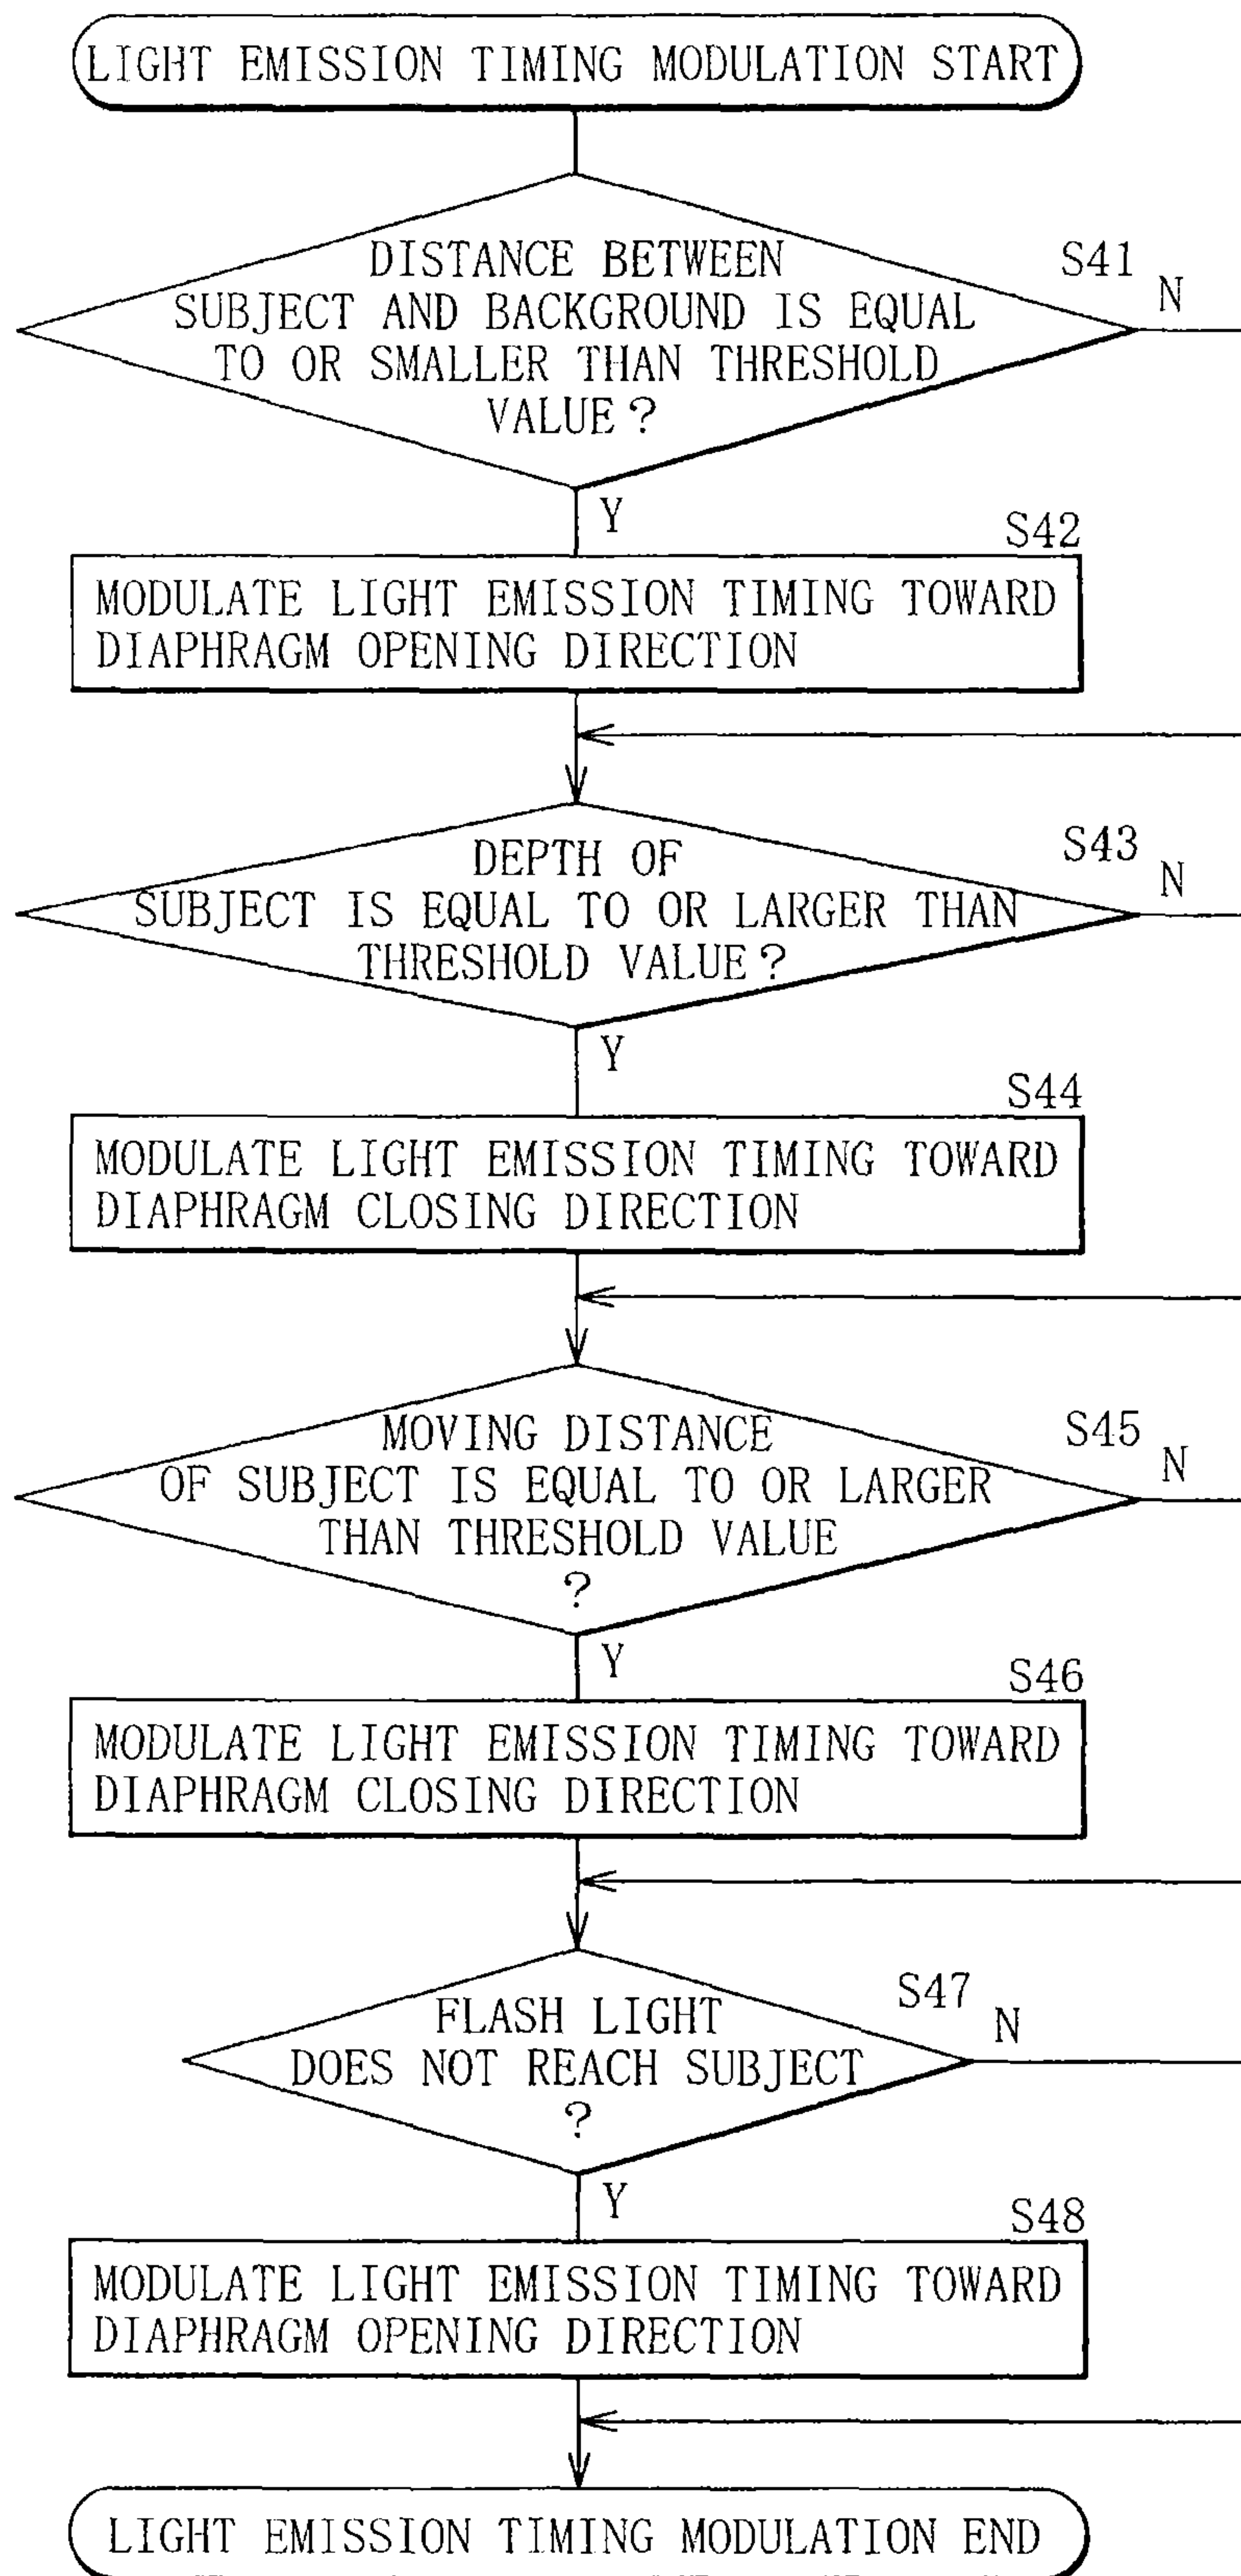 LIGHT EMISSION TIMING MODULATION START
DISTANCE BETWEEN
SUBJECT AND BACKGROUND IS EQUAL
TO OR SMALLER THAN THRESHOLD
VALUE?
S41
N
Y
S42
MODULATE LIGHT EMISSION TIMING TOWARD
DIAPHRAGM OPENING DIRECTION
DEPTH OF
SUBJECT IS EQUAL TO OR LARGER THAN
THRESHOLD VALUE?
S43
N
Y
S44
MODULATE LIGHT EMISSION TIMING TOWARD
DIAPHRAGM CLOSING DIRECTION
MOVING DISTANCE
OF SUBJECT IS EQUAL TO OR LARGER
THAN THRESHOLD VALUE
?
S45
N
Y
S46
MODULATE LIGHT EMISSION TIMING TOWARD
DIAPHRAGM CLOSING DIRECTION
FLASH LIGHT
DOES NOT REACH SUBJECT
?
S47
N
Y
S48
MODULATE LIGHT EMISSION TIMING TOWARD
DIAPHRAGM OPENING DIRECTION
LIGHT EMISSION TIMING MODULATION END